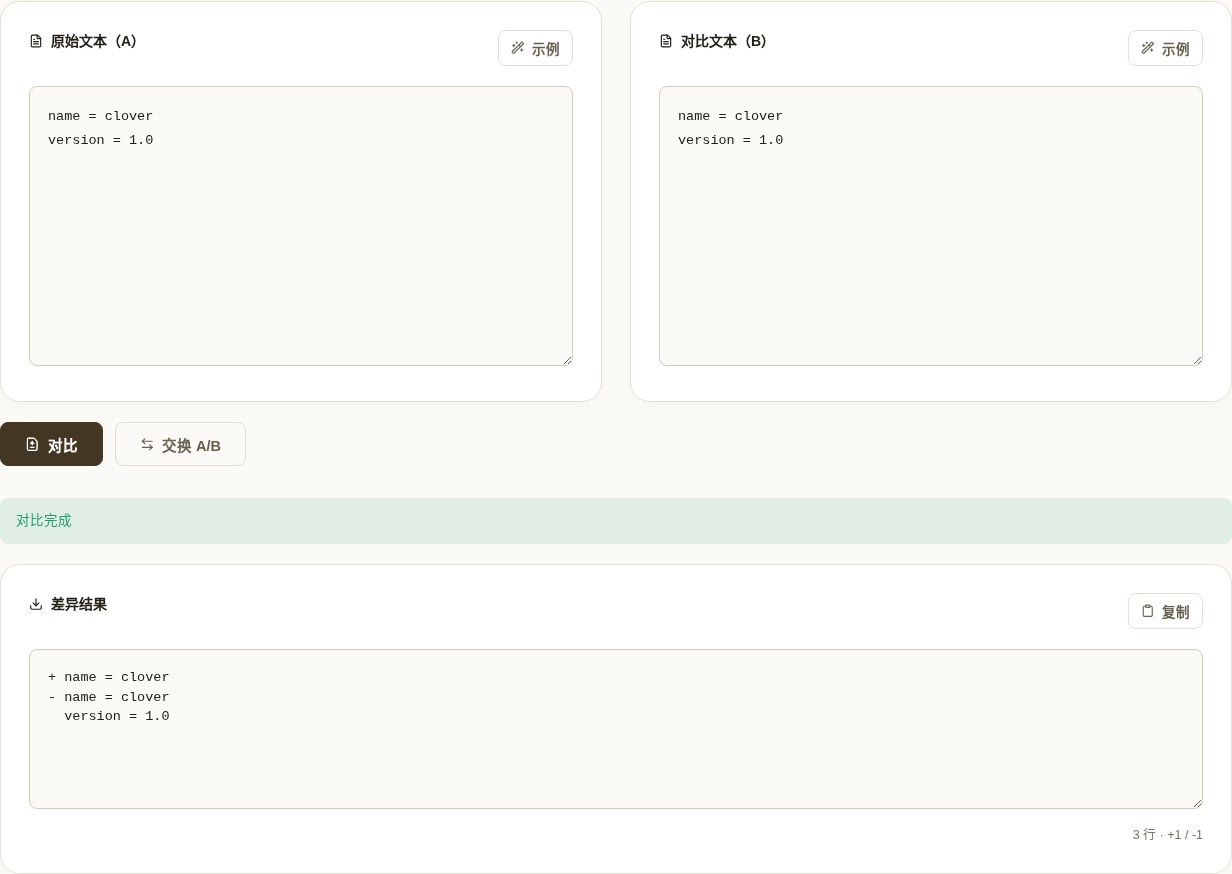 原始文本（A）
示例
name = clover
version = 1.0
对比文本（B）
示例
name = clover
version = 1.0
对比
交换 A/B
对比完成
差异结果
复制
+ name = clover
- name = clover
  version = 1.0
3 行 · +1 / -1